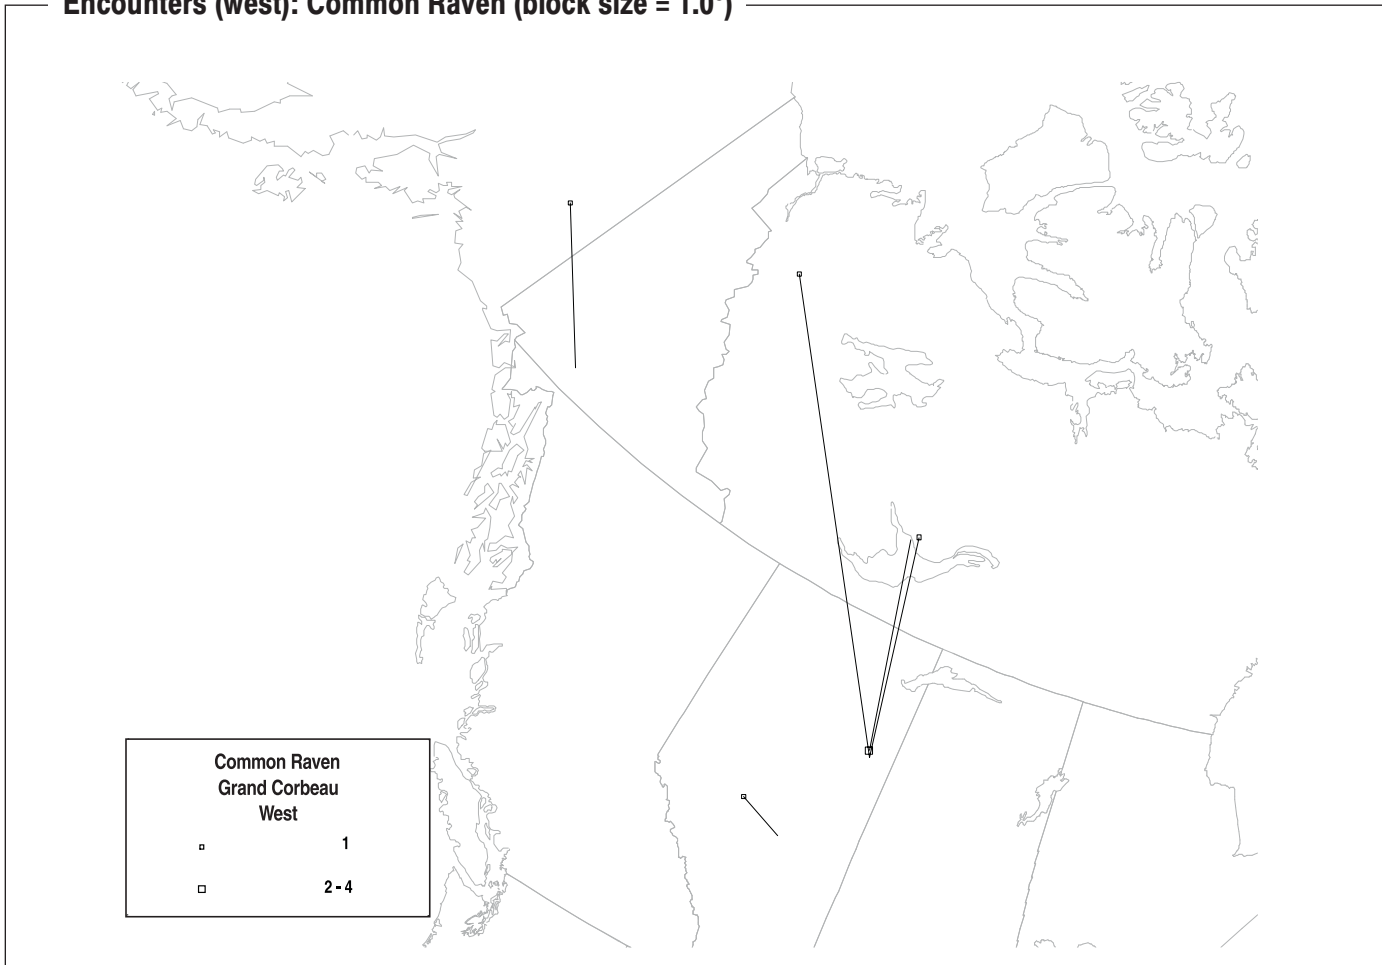 Encounters (west): Common Raven (block size = 1.0°)
Common Raven
Grand Corbeau
West
1
2 - 4